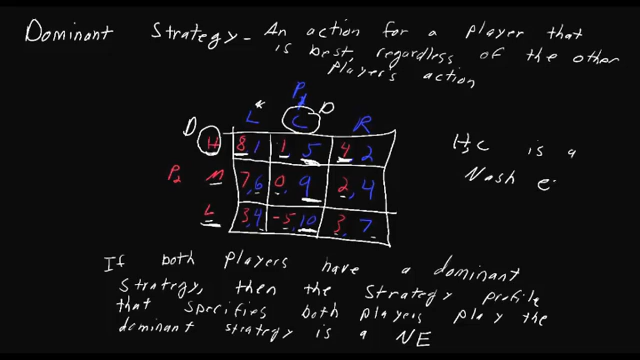 Dominant Strategy - An action for a player that
is best, regardless of the other
player's action
P1
D L * C D R
H 8 1 1 5 4 2
P2 M 7,6 0,9 2,4
L 3,4 -5,10 3,7
H,C is a
Nash e
If both players have a dominant
strategy, then the strategy profile
that specifies both players play the
dominant strategy is a NE